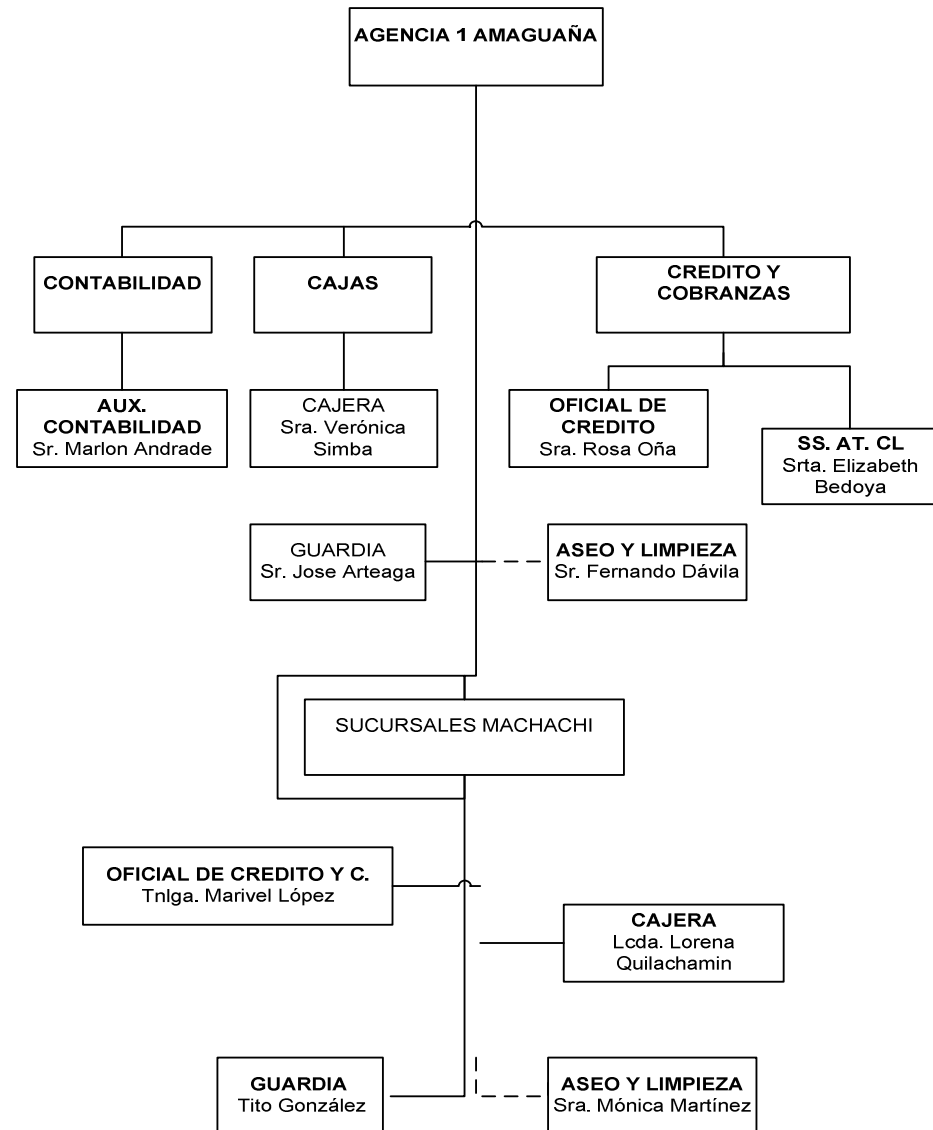 AGENCIA 1 AMAGUAÑA
CONTABILIDAD
CAJAS
CREDITO Y
COBRANZAS
AUX.
CONTABILIDAD
Sr. Marlon Andrade
CAJERA
Sra. Verónica
Simba
OFICIAL DE
CREDITO
Sra. Rosa Oña
SS. AT. CL
Srta. Elizabeth
Bedoya
GUARDIA
Sr. Jose Arteaga
ASEO Y LIMPIEZA
Sr. Fernando Dávila
SUCURSALES MACHACHI
OFICIAL DE CREDITO Y C.
Tnlga. Marivel López
CAJERA
Lcda. Lorena
Quilachamin
GUARDIA
Tito González
ASEO Y LIMPIEZA
Sra. Mónica Martínez